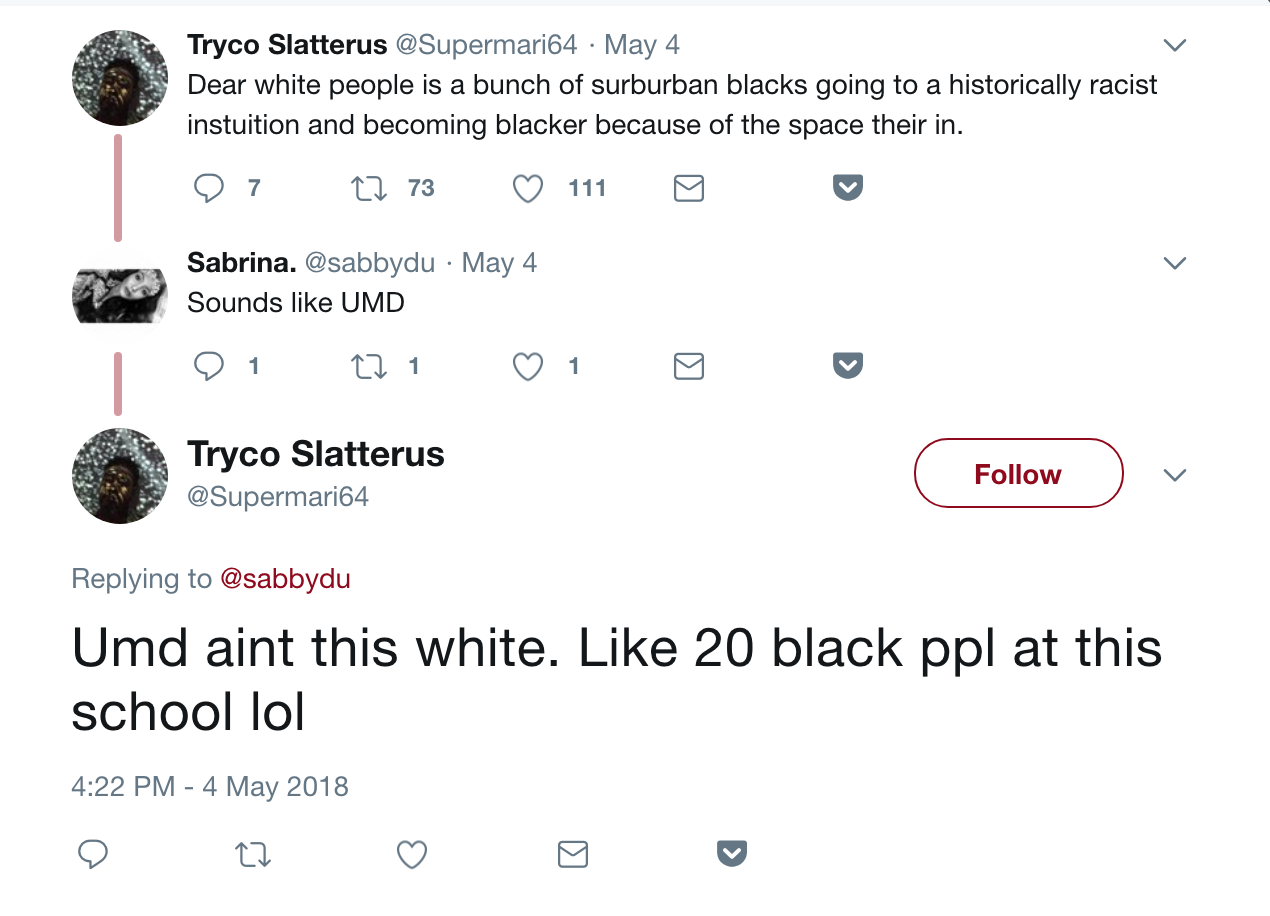 Tryco Slatterus @Supermari64 · May 4
Dear white people is a bunch of surburban blacks going to a historically racist
instuition and becoming blacker because of the space their in.
7 73 111
Sabrina. @sabbydu · May 4
Sounds like UMD
1 1 1
Tryco Slatterus
@Supermari64
Follow
Replying to @sabbydu
Umd aint this white. Like 20 black ppl at this
school lol
4:22 PM - 4 May 2018